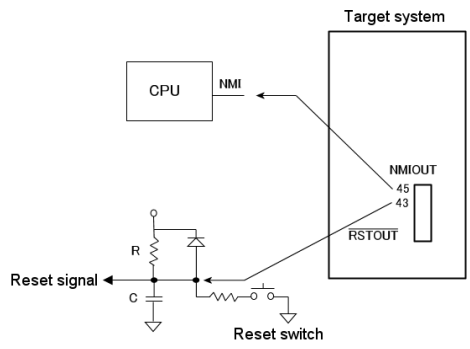 Target system
CPU
NMI
NMIOUT
45
43
RSTOUT
R
Reset signal
C
Reset switch